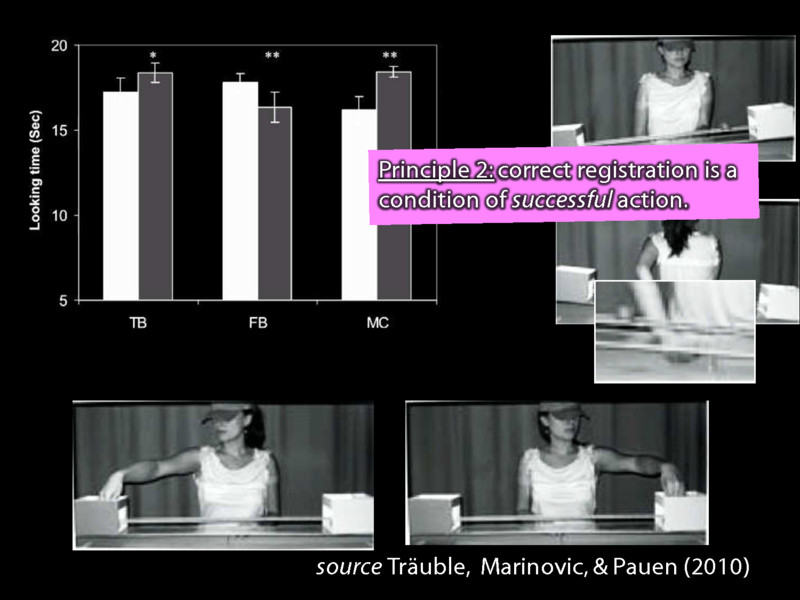 20
15
10
5
Looking time (Sec)
*
**
**
TB
FB
MC
Principle 2: correct registration is a
condition of successful action.
source Träuble, Marinovic, & Pauen (2010)